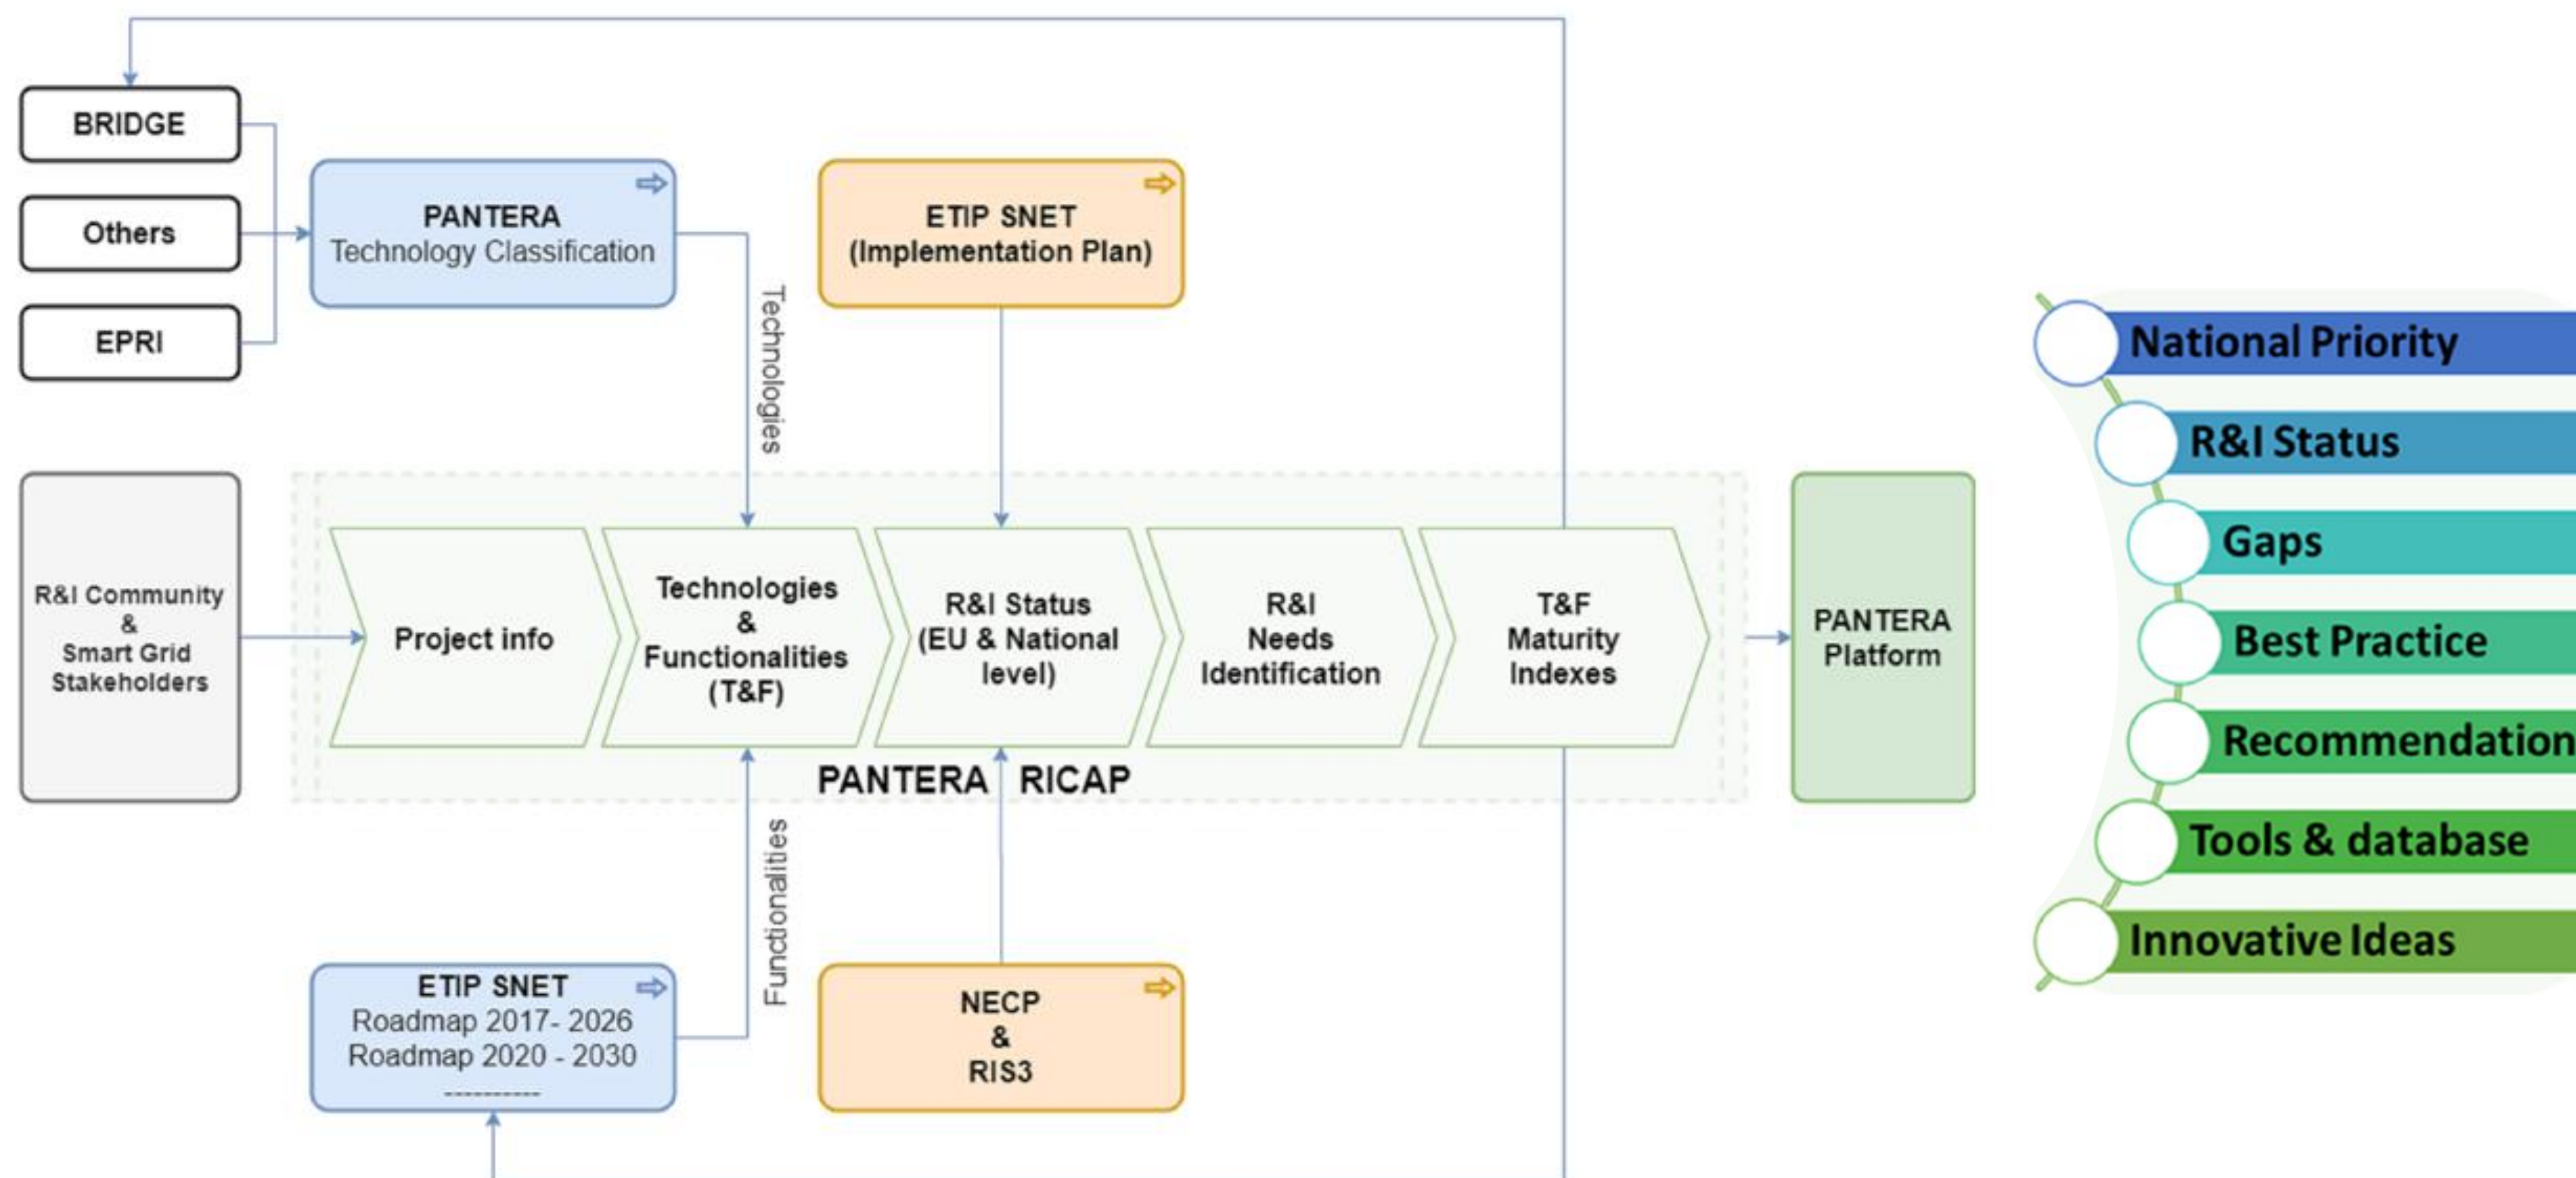 BRIDGE
Others
EPRI
PANTERA
Technology Classification
ETIP SNET
(Implementation Plan)
Technologies
R&I Community
&
Smart Grid
Stakeholders
Project info
Technologies
&
Functionalities
(T&F)
R&I Status
(EU & National
level)
R&I
Needs
Identification
T&F
Maturity
Indexes
PANTERA RICAP
PANTERA
Platform
Functionalities
ETIP SNET
Roadmap 2017- 2026
Roadmap 2020 - 2030
----------
NECP
&
RIS3
National Priority
R&I Status
Gaps
Best Practice
Recommendation
Tools & database
Innovative Ideas